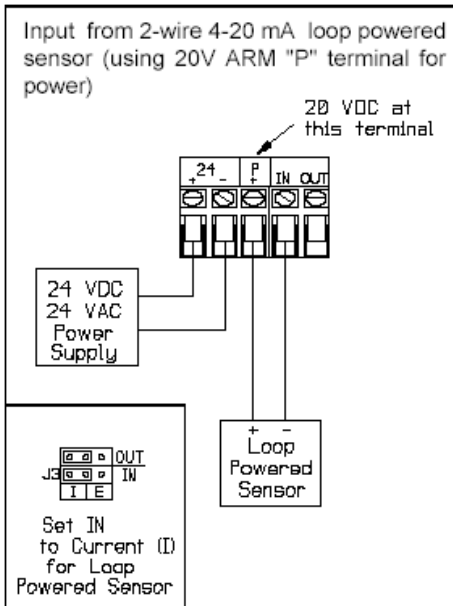 Input from 2-wire 4-20 mA loop powered
sensor (using 20V ARM "P" terminal for
power)
20 VDC at
this terminal
24 P
+ - + IN OUT
24 VDC
24 VAC
Power
Supply
+ -
Loop
Powered
Sensor
OUT
J3 IN
I E
Set IN
to Current (I)
for Loop
Powered Sensor